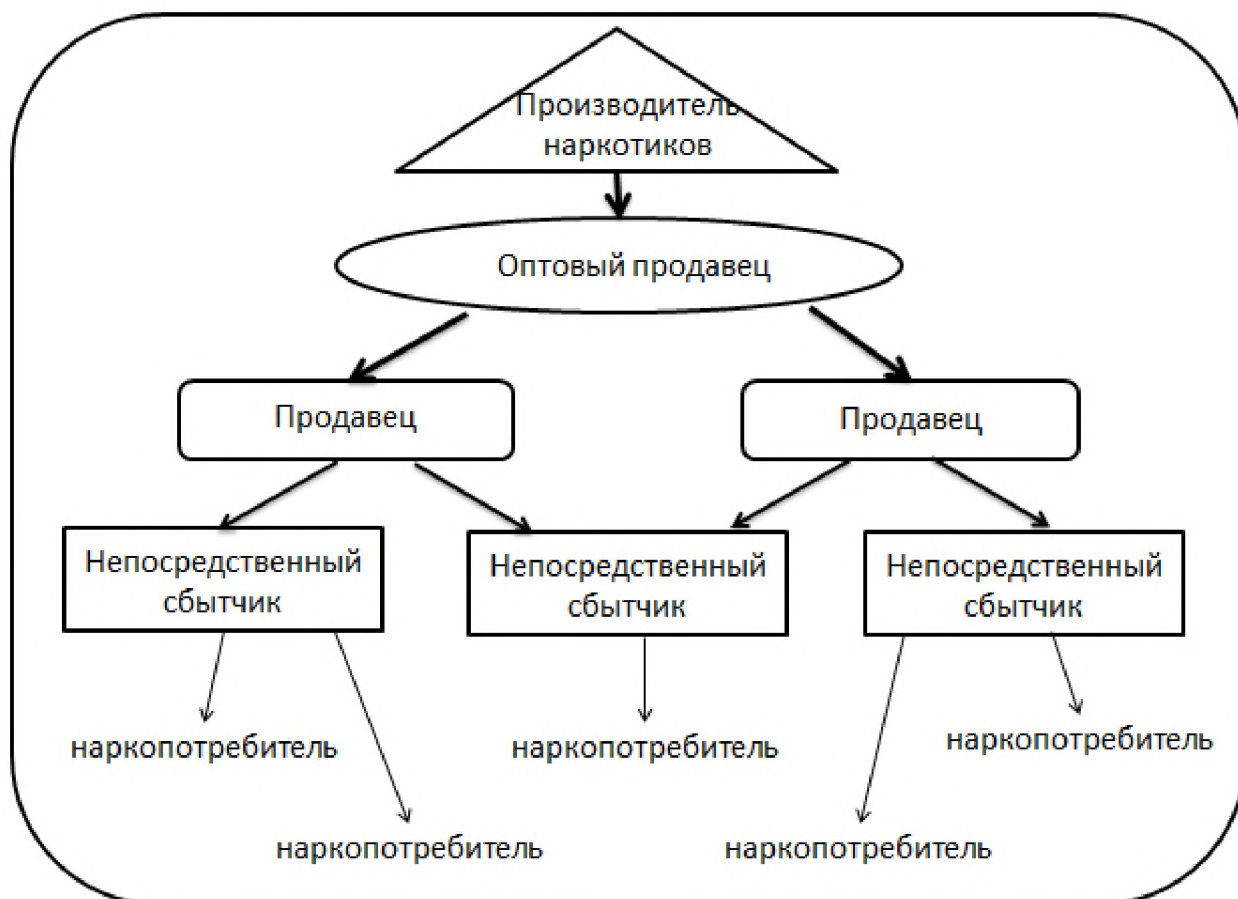 Производитель
наркотиков
Оптовый продавец
Продавец
Продавец
Непосредственный
сбытчик
Непосредственный
сбытчик
Непосредственный
сбытчик
наркопотребитель
наркопотребитель
наркопотребитель
наркопотребитель
наркопотребитель